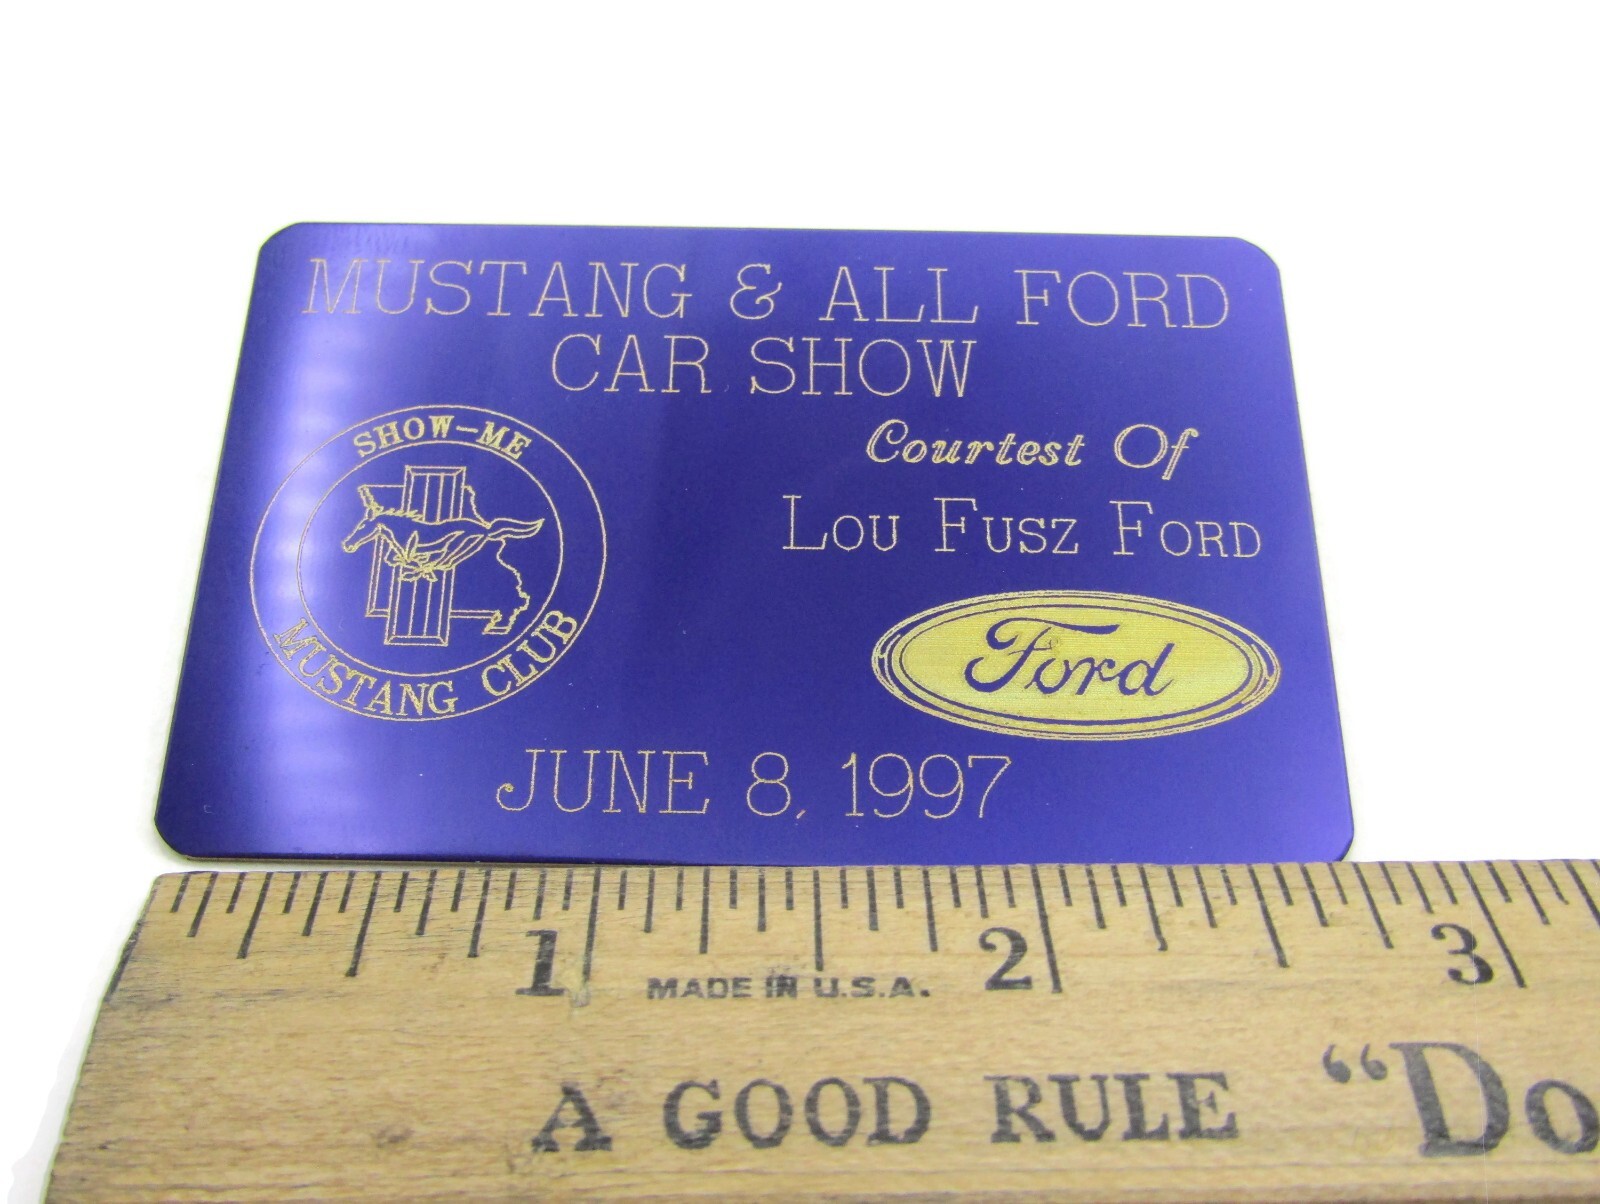 MUSTANG & ALL FORD
CAR SHOW
SHOW-ME
MUSTANG CLUB
Courtest Of
LOU FUSZ FORD
Ford
JUNE 8, 1997
1 2 3
MADE IN U.S.A.
A GOOD RULE “DO